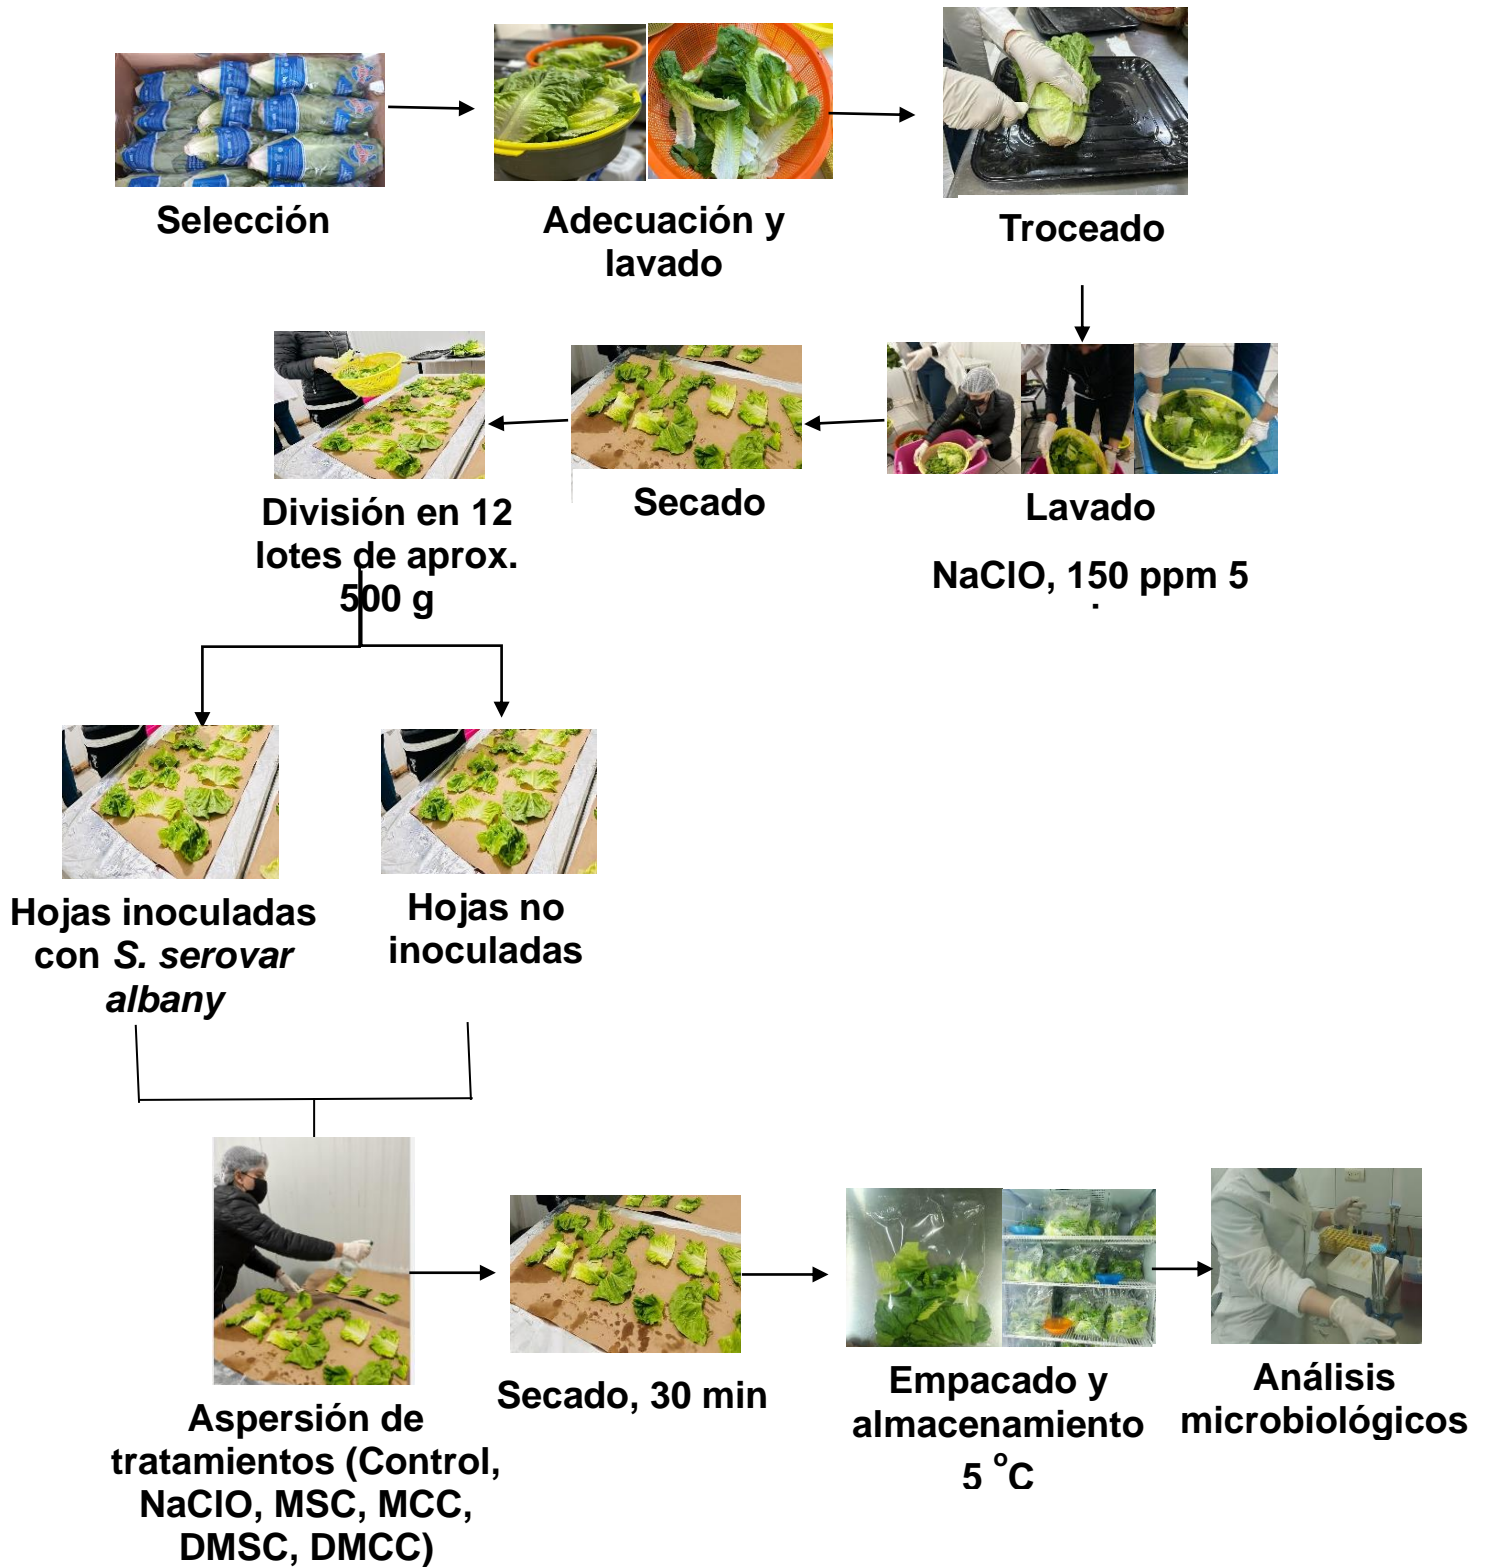 Selección
Adecuación y
lavado
Troceado
División en 12
lotes de aprox.
500 g
Secado
Lavado
NaClO, 150 ppm 5
Hojas inoculadas
con S. serovar
albany
Hojas no
inoculadas
Aspersión de
tratamientos (Control,
NaClO, MSC, MCC,
DMSC, DMCC)
Secado, 30 min
Empacado y
almacenamiento
5 °C
Análisis
microbiológicos